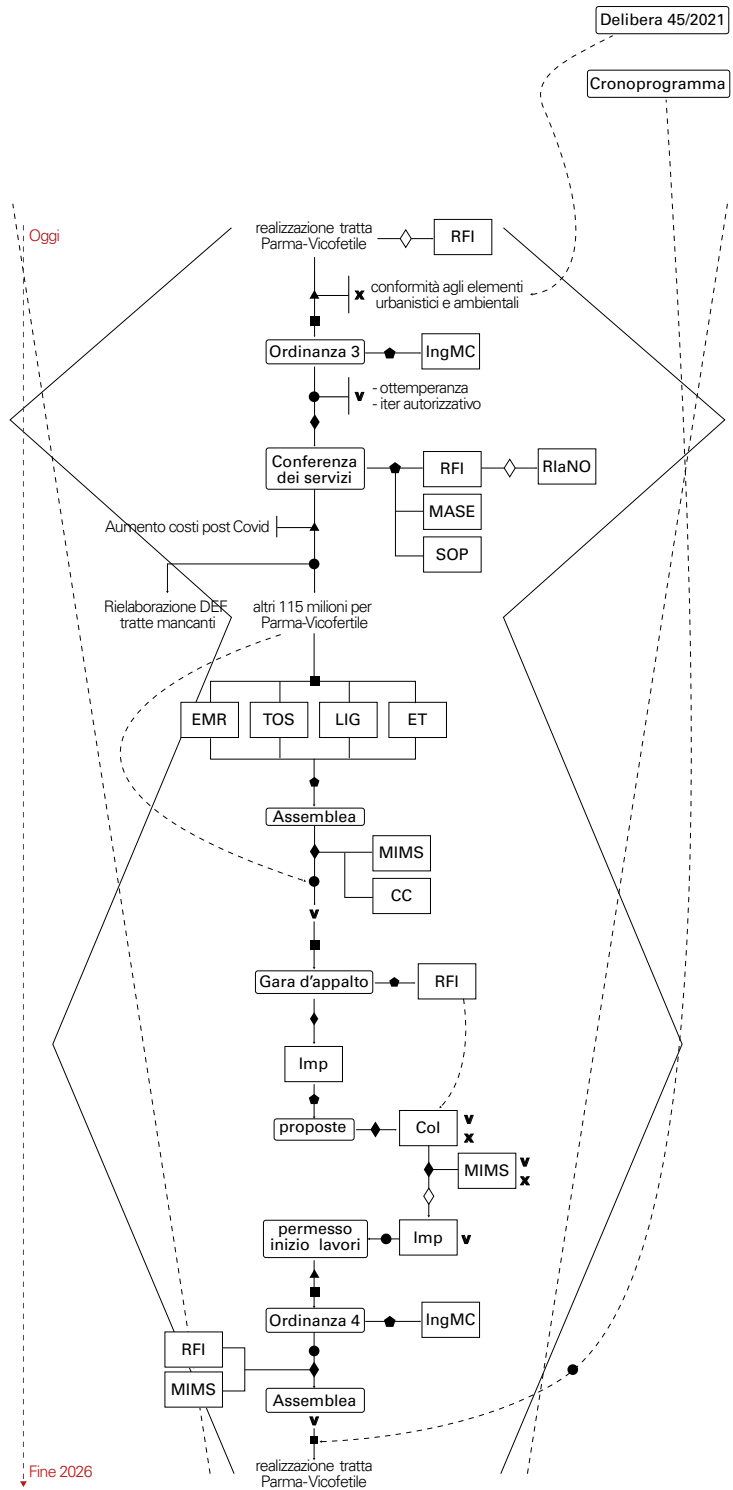 Delibera 45/2021
Cronoprogramma
Oggi
realizzazione tratta
Parma-Vicofetile
RFI
x
conformità agli elementi
urbanistici e ambientali
Ordinanza 3
IngMC
v
- ottemperanza
- iter autorizzativo
Conferenza
dei servizi
RFI
RIaNO
MASE
SOP
Aumento costi post Covid
Rielaborazione DEF
tratte mancanti
altri 115 milioni per
Parma-Vicofertile
EMR
TOS
LIG
ET
Assemblea
MIMS
CC
v
Gara d'appalto
RFI
Imp
proposte
CoI
v
x
MIMS
v
x
permesso
inizio lavori
Imp
v
Ordinanza 4
IngMC
RFI
MIMS
Assemblea
v
realizzazione tratta
Parma-Vicofetile
Fine 2026